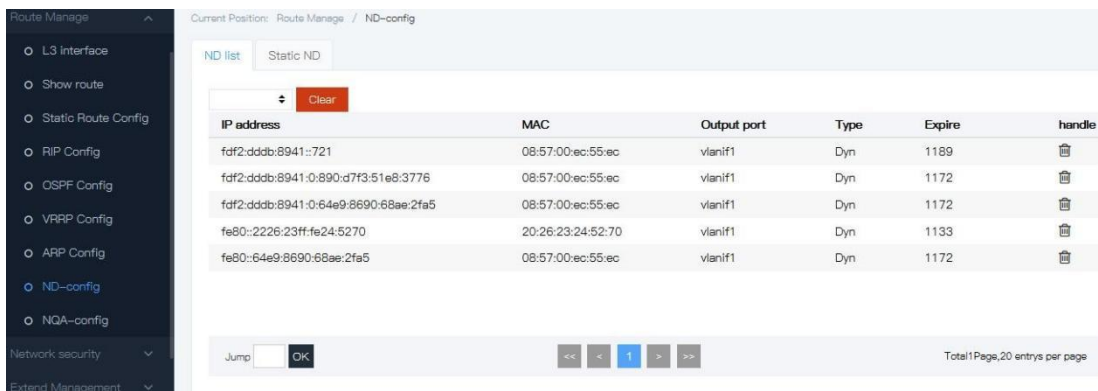 Route Manage
Current Position: Route Manage / ND-config
L3 interface
Show route
Static Route Config
RIP Config
OSPF Config
VRRP Config
ARP Config
ND-config
NQA-config
Network security
Extend Management
ND list Static ND
Clear
IP address MAC Output port Type Expire handle
fdf2:dddb:8941::721 08:57:00:ec:55:ec vlanif1 Dyn 1189
fdf2:dddb:8941:0:890:d7f3:51e8:3776 08:57:00:ec:55:ec vlanif1 Dyn 1172
fdf2:dddb:8941:0:64e9:8690:68ae:2fa5 08:57:00:ec:55:ec vlanif1 Dyn 1172
fe80::2226:23ff:fe24:5270 20:26:23:24:52:70 vlanif1 Dyn 1133
fe80::64e9:8690:68ae:2fa5 08:57:00:ec:55:ec vlanif1 Dyn 1172
Jump OK << < 1 > >> Total1Page,20 entrys per page